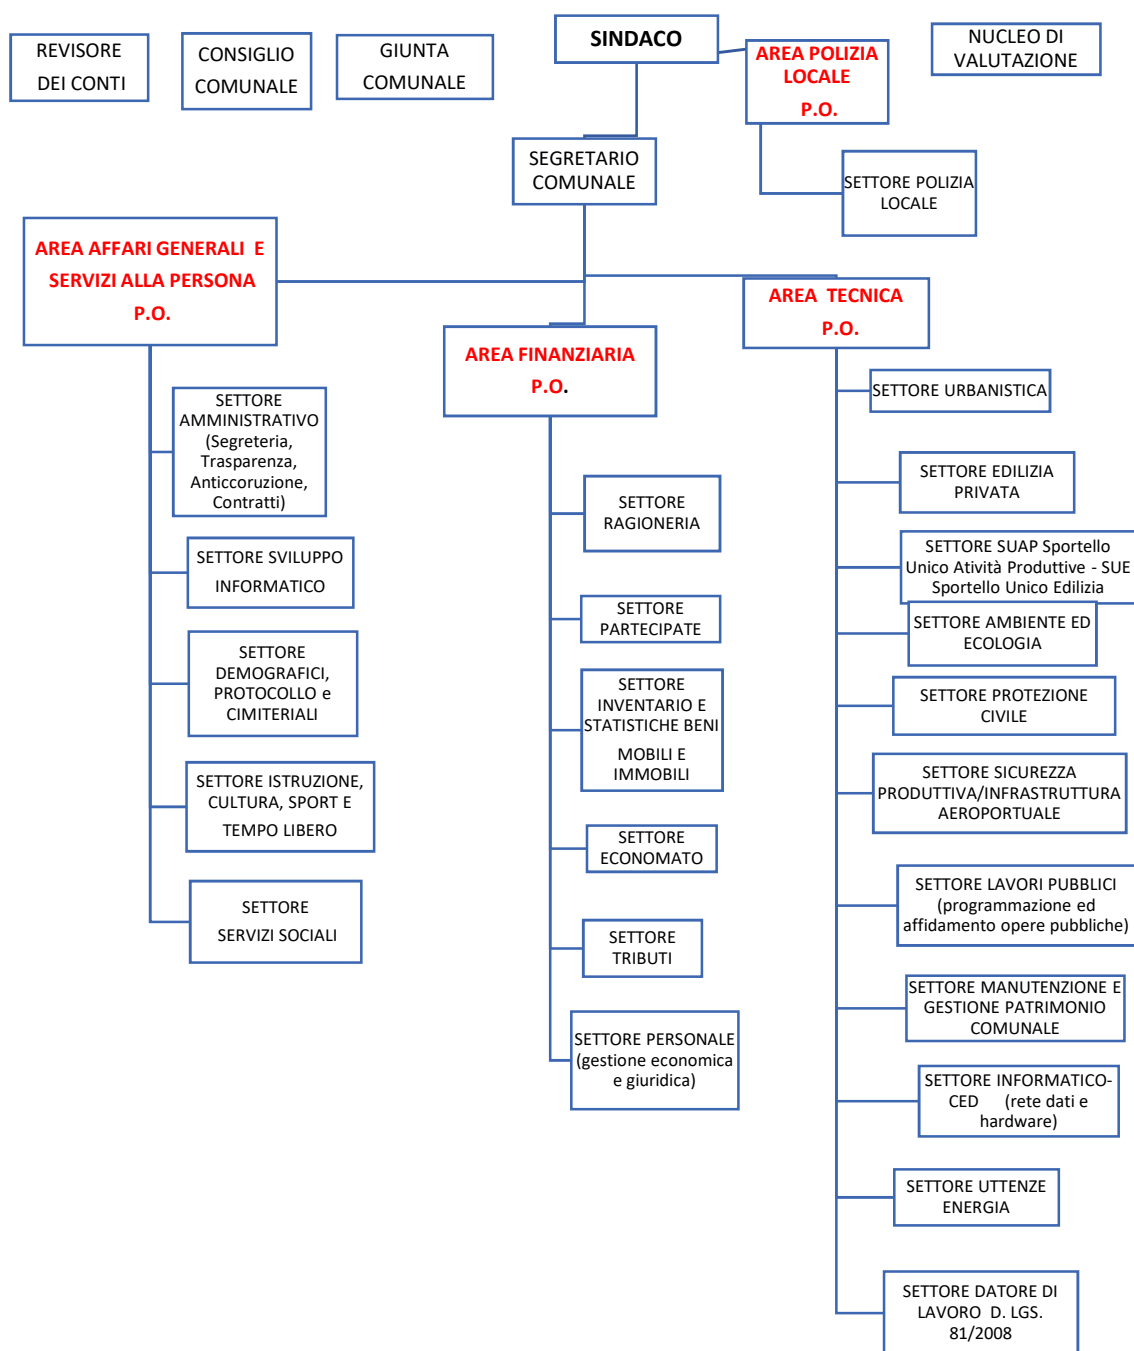 REVISORE
DEI CONTI
CONSIGLIO
COMUNALE
GIUNTA
COMUNALE
SINDACO
AREA POLIZIA
LOCALE
P.O.
NUCLEO DI
VALUTAZIONE
SEGRETARIO
COMUNALE
SETTORE POLIZIA
LOCALE
AREA AFFARI GENERALI E
SERVIZI ALLA PERSONA
P.O.
AREA FINANZIARIA
P.O.
AREA TECNICA
P.O.
SETTORE
AMMINISTRATIVO
(Segreteria,
Trasparenza,
Anticcoruzione,
Contratti)
SETTORE SVILUPPO
INFORMATICO
SETTORE
DEMOGRAFICI,
PROTOCOLLO e
CIMITERIALI
SETTORE ISTRUZIONE,
CULTURA, SPORT E
TEMPO LIBERO
SETTORE
SERVIZI SOCIALI
SETTORE
RAGIONERIA
SETTORE
PARTECIPATE
SETTORE
INVENTARIO E
STATISTICHE BENI
MOBILI E
IMMOBILI
SETTORE
ECONOMATO
SETTORE
TRIBUTI
SETTORE PERSONALE
(gestione economica
e giuridica)
SETTORE URBANISTICA
SETTORE EDILIZIA
PRIVATA
SETTORE SUAP Sportello
Unico Atività Produttive - SUE
Sportello Unico Edilizia
SETTORE AMBIENTE ED
ECOLOGIA
SETTORE PROTEZIONE
CIVILE
SETTORE SICUREZZA
PRODUTTIVA/INFRASTRUTTURA
AEROPORTUALE
SETTORE LAVORI PUBBLICI
(programmazione ed
affidamento opere pubbliche)
SETTORE MANUTENZIONE E
GESTIONE PATRIMONIO
COMUNALE
SETTORE INFORMATICO-
CED (rete dati e
hardware)
SETTORE UTTENZE
ENERGIA
SETTORE DATORE DI
LAVORO D. LGS.
81/2008